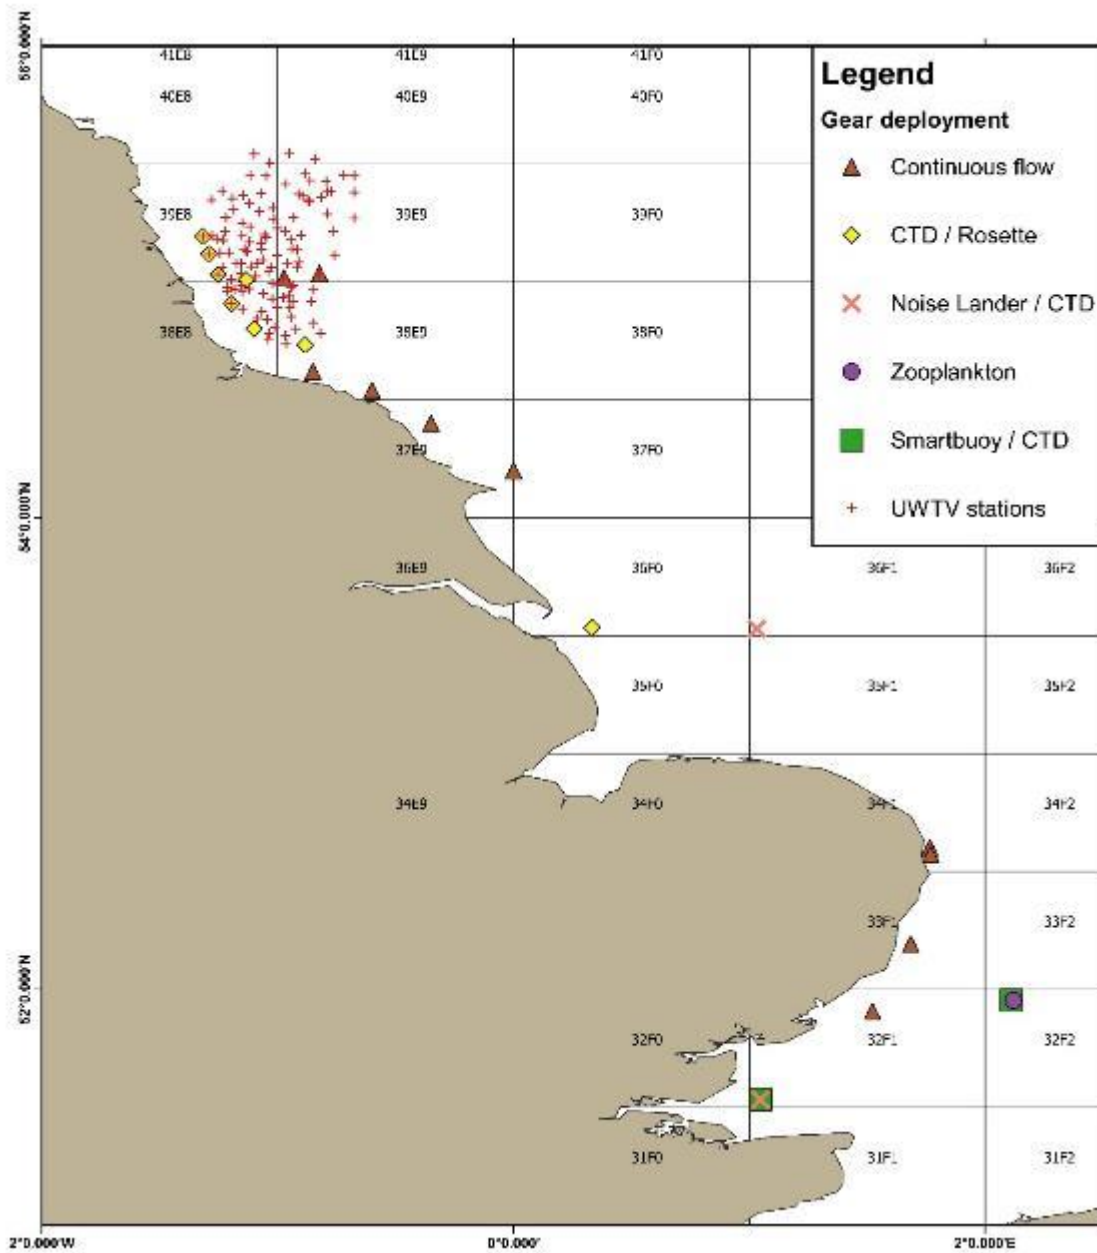 56°0.000'N
41E8 41E9 41F0
40E8 40E9 40F0
39E8 39E9 39F0
38E8 38E9 38F0
37E9 37F0
54°0.000'N
36E9 36F0 36F1 36F2
35F0 35F1 35F2
34E9 34F0 34F1 34F2
33F1 33F2
52°0.000'N
32F0 32F1 32F2
31F0 31F1 31F2
2°0.000'W 0°0.000' 2°0.000'E
Legend
Gear deployment
Continuous flow
CTD / Rosette
Noise Lander / CTD
Zooplankton
Smartbuoy / CTD
UWTV stations